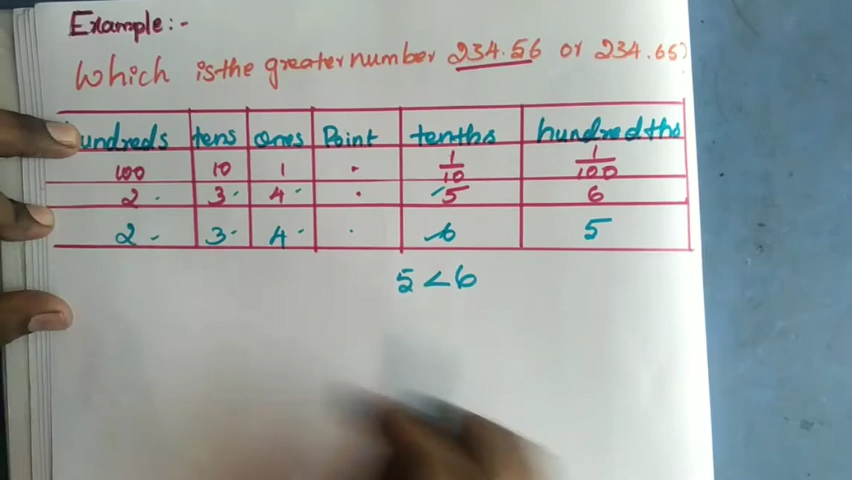 Example:-
Which is the greater number 234.56 or 234.65?
hundreds tens ones Point tenths hundredths
100 10 1 . 1/10 1/100
2 3 4 . 5 6
2 3 4 . 6 5
5 < 6